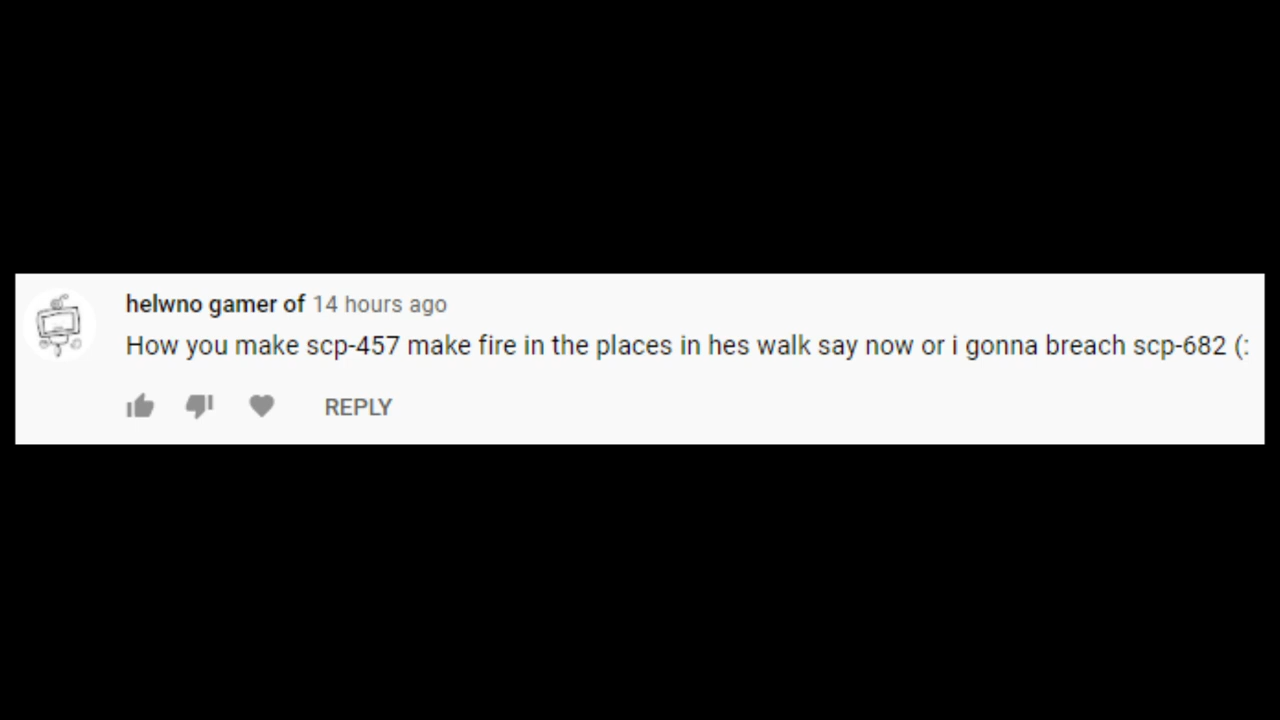 helwno gamer of 14 hours ago
How you make scp-457 make fire in the places in hes walk say now or i gonna breach scp-682 (:
REPLY